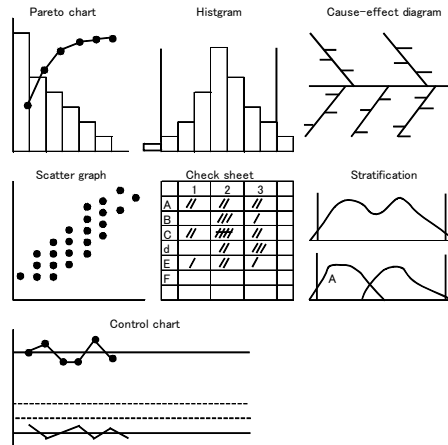 Pareto chart
Histgram
Cause-effect diagram
Scatter graph
Check sheet
Stratification
1 2 3
A
B
C
d
E
F
A
Control chart